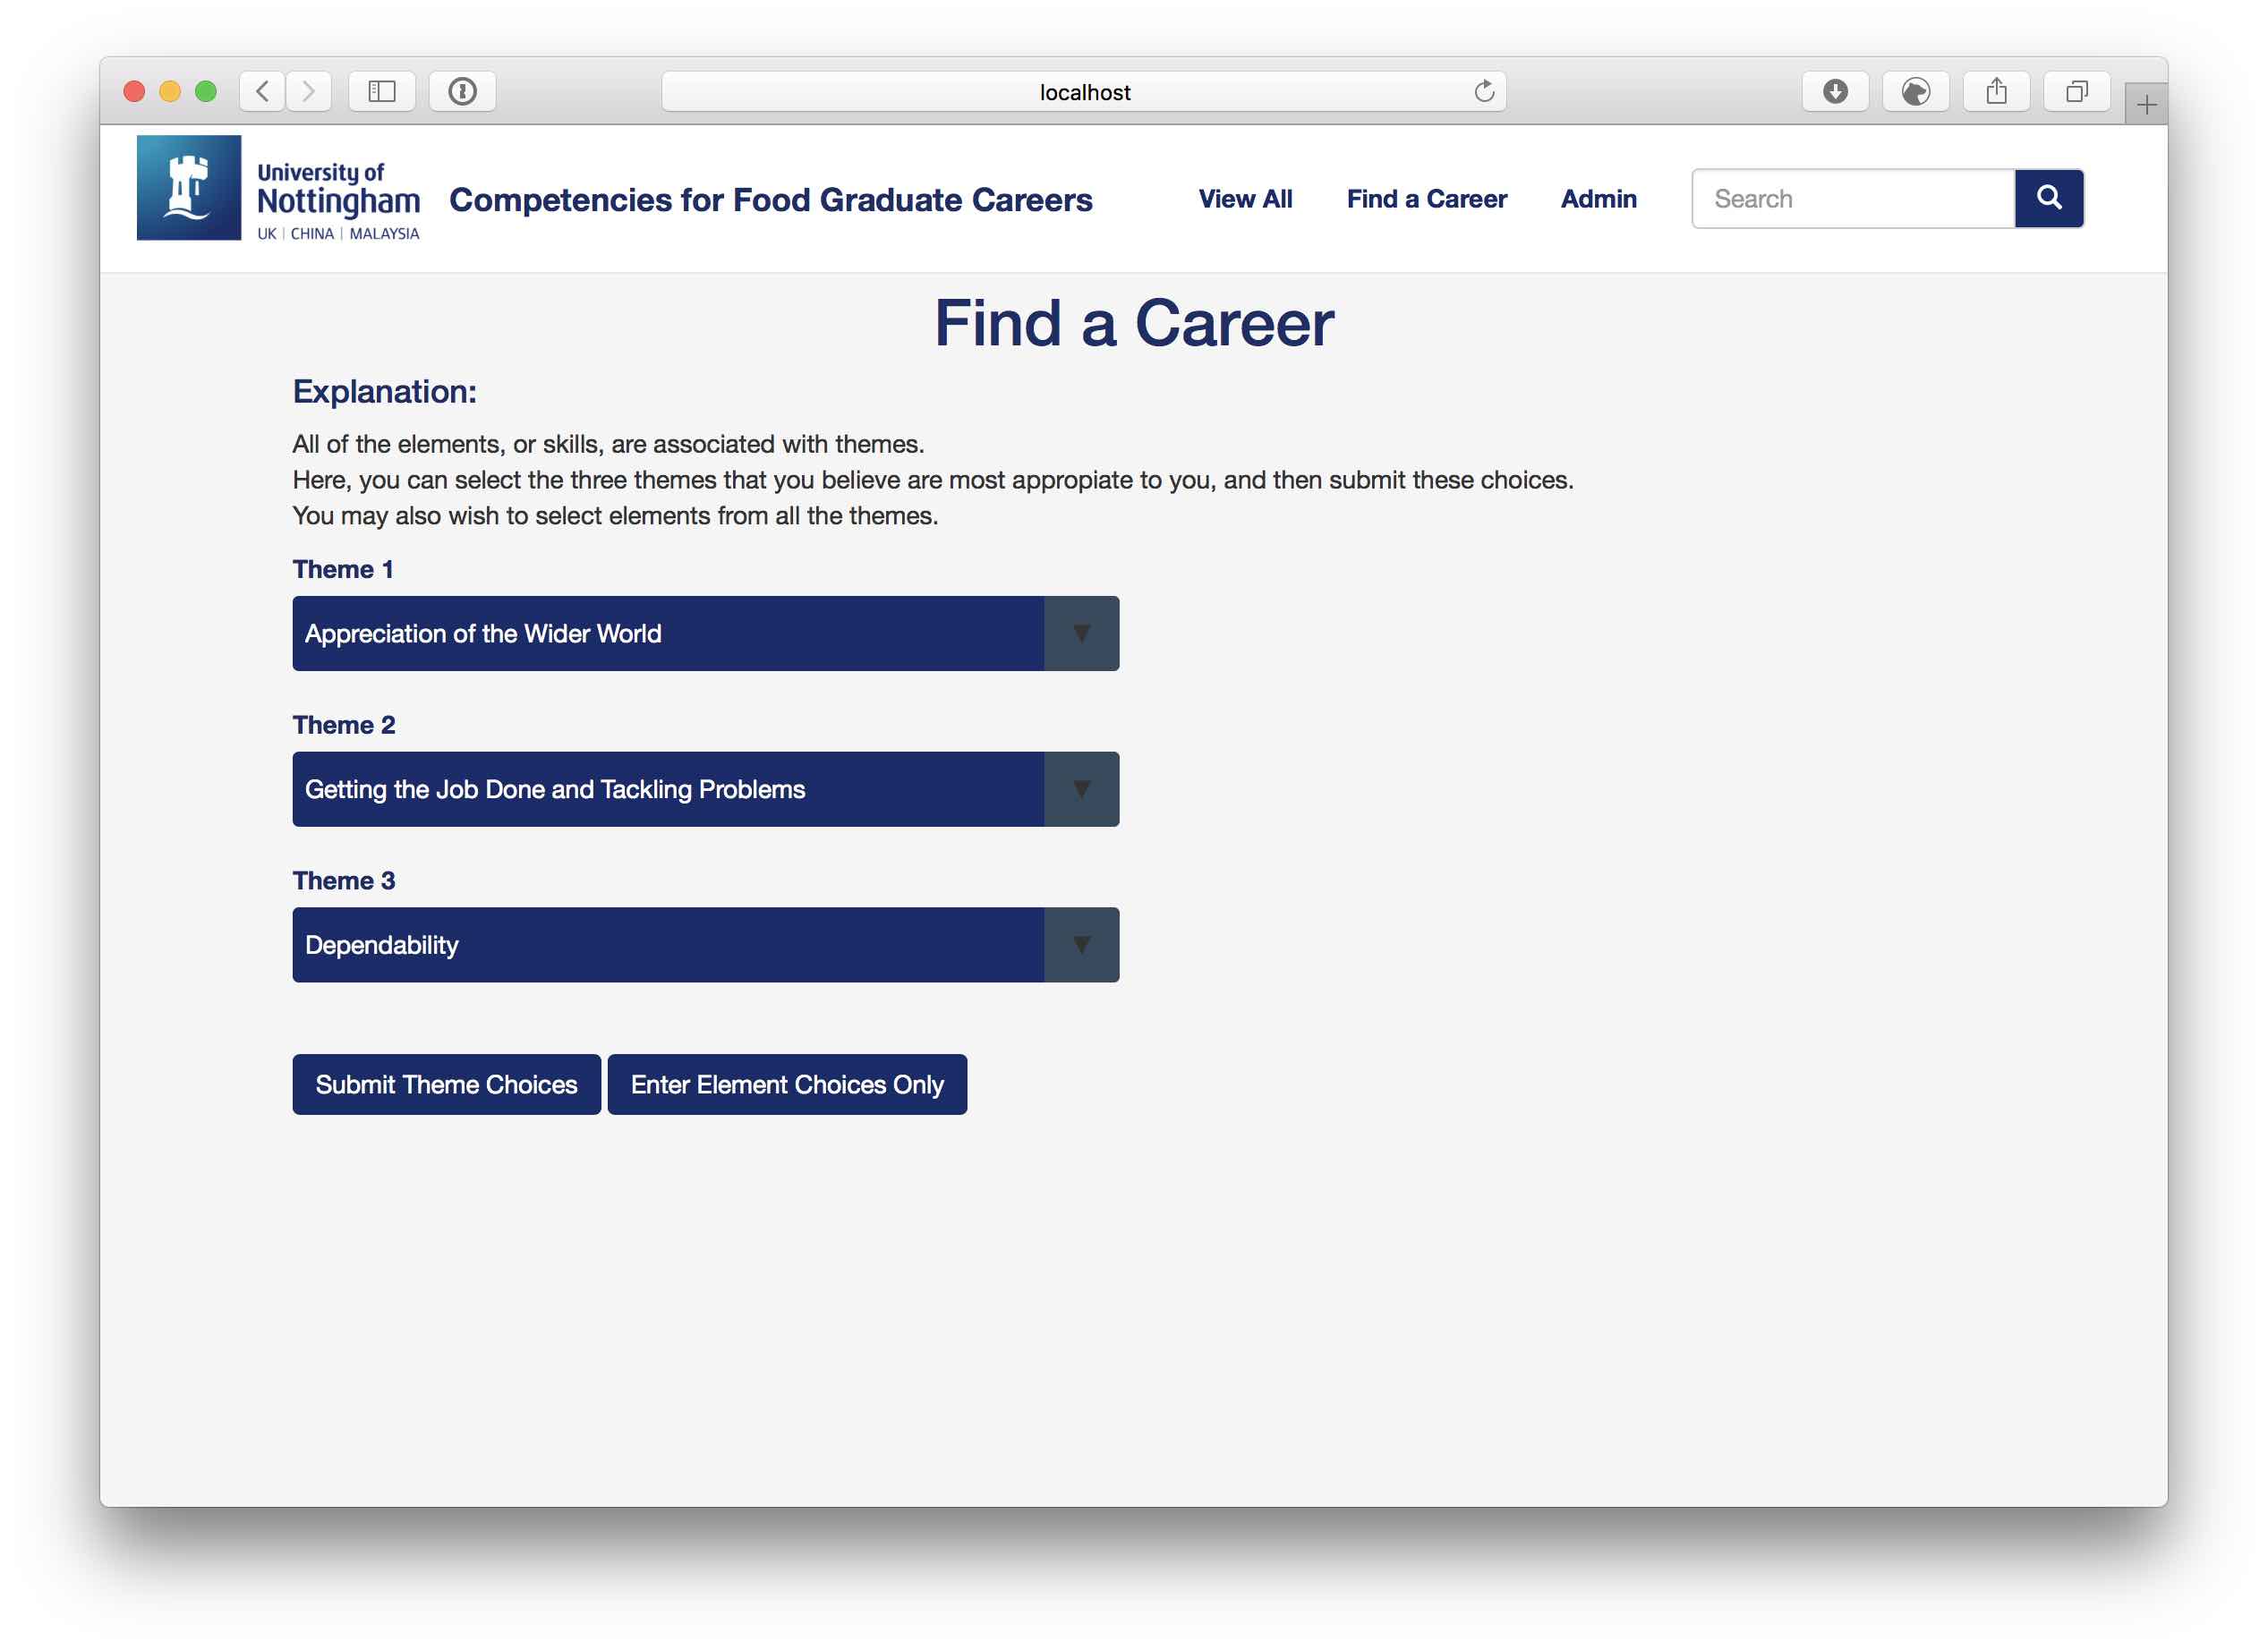 localhost
University of
Nottingham
UK | CHINA | MALAYSIA
Competencies for Food Graduate Careers
View All
Find a Career
Admin
Search
Find a Career
Explanation:
All of the elements, or skills, are associated with themes.
Here, you can select the three themes that you believe are most appropiate to you, and then submit these choices.
You may also wish to select elements from all the themes.
Theme 1
Appreciation of the Wider World
Theme 2
Getting the Job Done and Tackling Problems
Theme 3
Dependability
Submit Theme Choices
Enter Element Choices Only